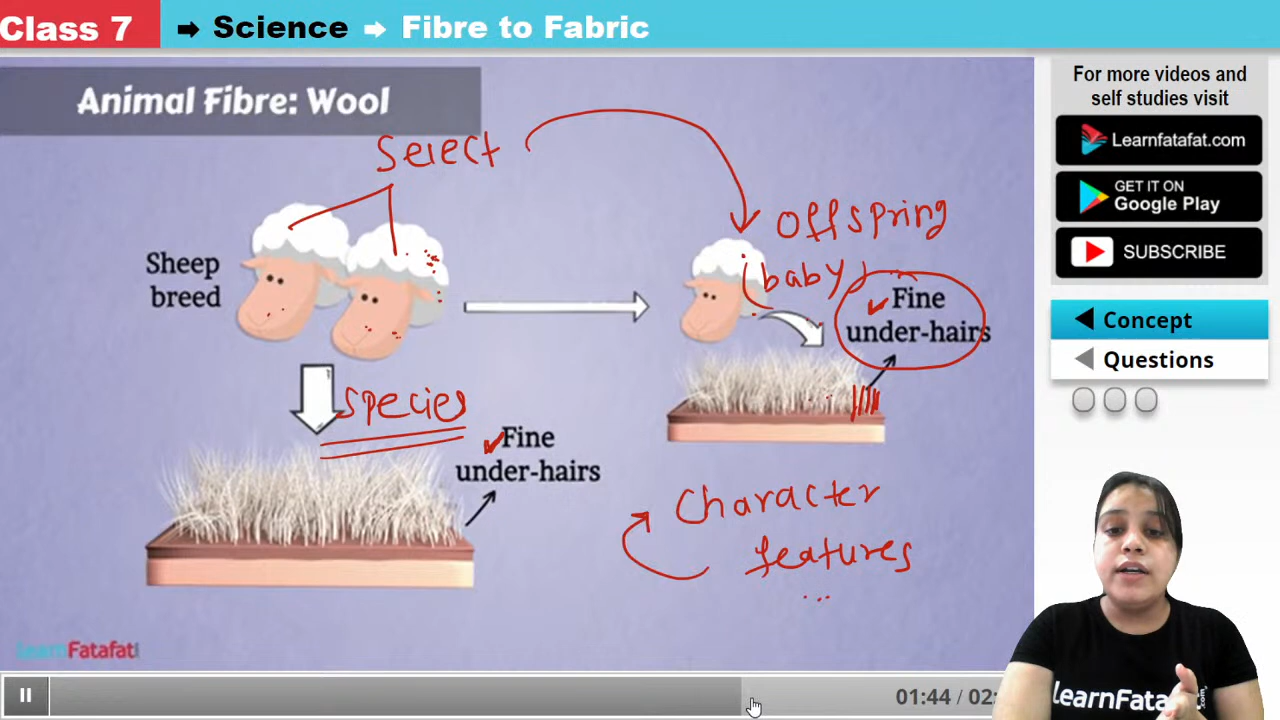 Class 7 ➡ Science ➡ Fibre to Fabric
Animal Fibre: Wool
For more videos and
self studies visit
Learnfatafat.com
GET IT ON
Google Play
SUBSCRIBE
Concept
Questions
Select
offspring
(baby)
Sheep
breed
Fine
under-hairs
species
Fine
under-hairs
Character
features
...
LearnFatafat
01:44 / 02:
LearnFatafat